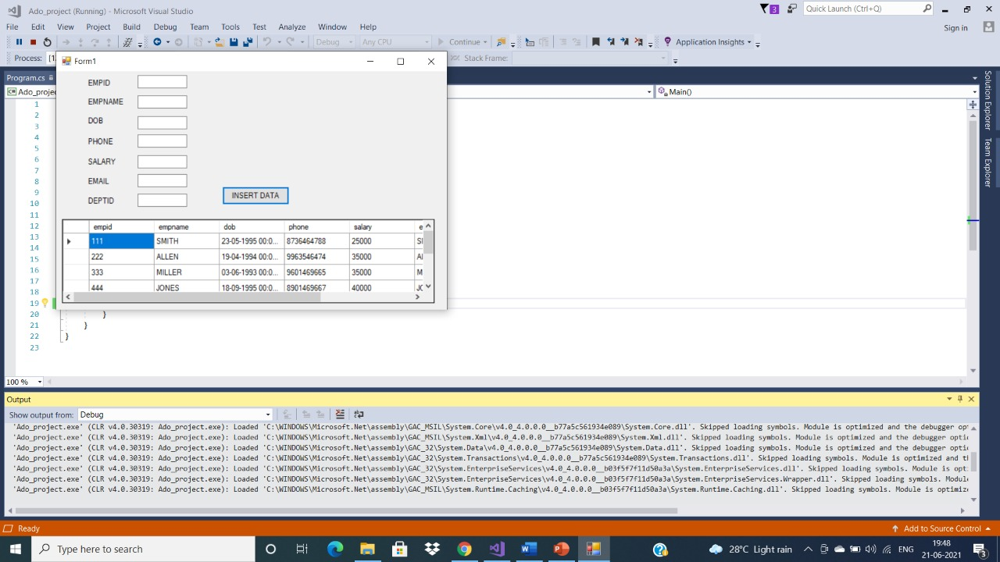 Ado_project (Running) - Microsoft Visual Studio
3
Quick Launch (Ctrl+Q)
File Edit View Project Build Debug Team Tools Test Analyze Window Help
Sign in
Debug Any CPU Continue Application Insights
Process: Stack Frame:
Form1
Program.cs
Ado_projec
Main()
Solution Explorer
Team Explorer
EMPID
EMPNAME
DOB
PHONE
SALARY
EMAIL
DEPTID
INSERT DATA
empid empname dob phone salary e
111 SMITH 23-05-1995 00:0... 8736464788 25000
222 ALLEN 19-04-1994 00:0... 9963546474 35000
333 MILLER 03-06-1993 00:0... 9601469665 35000 M
444 JONES 18-09-1995 00:0... 8901469667 40000
1
2
3
4
5
6
7
8
9
10
11
12
13
14
15
16
17
18
19
20 }
21 }
22 }
23
100 %
Output
Show output from: Debug
'Ado_project.exe' (CLR v4.0.30319: Ado_project.exe): Loaded 'C:\WINDOWS\Microsoft.Net\assembly\GAC_MSIL\System.Core\v4.0_4.0.0.0__b77a5c561934e089\System.Core.dll'. Skipped loading symbols. Module is optimized and the debugger opt
'Ado_project.exe' (CLR v4.0.30319: Ado_project.exe): Loaded 'C:\WINDOWS\Microsoft.Net\assembly\GAC_MSIL\System.Xml\v4.0_4.0.0.0__b77a5c561934e089\System.Xml.dll'. Skipped loading symbols. Module is optimized and the debugger optic
'Ado_project.exe' (CLR v4.0.30319: Ado_project.exe): Loaded 'C:\WINDOWS\Microsoft.Net\assembly\GAC_32\System.Data\v4.0_4.0.0.0__b77a5c561934e089\System.Data.dll'. Skipped loading symbols. Module is optimized and the debugger opti
'Ado_project.exe' (CLR v4.0.30319: Ado_project.exe): Loaded 'C:\WINDOWS\Microsoft.Net\assembly\GAC_32\System.Transactions\v4.0_4.0.0.0__b77a5c561934e089\System.Transactions.dll'. Skipped loading symbols. Module is optimized and th
'Ado_project.exe' (CLR v4.0.30319: Ado_project.exe): Loaded 'C:\WINDOWS\Microsoft.Net\assembly\GAC_32\System.EnterpriseServices\v4.0_4.0.0.0__b03f5f7f11d50a3a\System.EnterpriseServices.dll'. Skipped loading symbols. Module is opt
'Ado_project.exe' (CLR v4.0.30319: Ado_project.exe): Loaded 'C:\WINDOWS\Microsoft.Net\assembly\GAC_32\System.EnterpriseServices\v4.0_4.0.0.0__b03f5f7f11d50a3a\System.EnterpriseServices.Wrapper.dll'. Skipped loading symbols. Modul
'Ado_project.exe' (CLR v4.0.30319: Ado_project.exe): Loaded 'C:\WINDOWS\Microsoft.Net\assembly\GAC_MSIL\System.Runtime.Caching\v4.0_4.0.0.0__b03f5f7f11d50a3a\System.Runtime.Caching.dll'. Skipped loading symbols. Module is optimize
Ready
Add to Source Control
Type here to search
28°C Light rain
ENG
19:48
21-06-2021
3